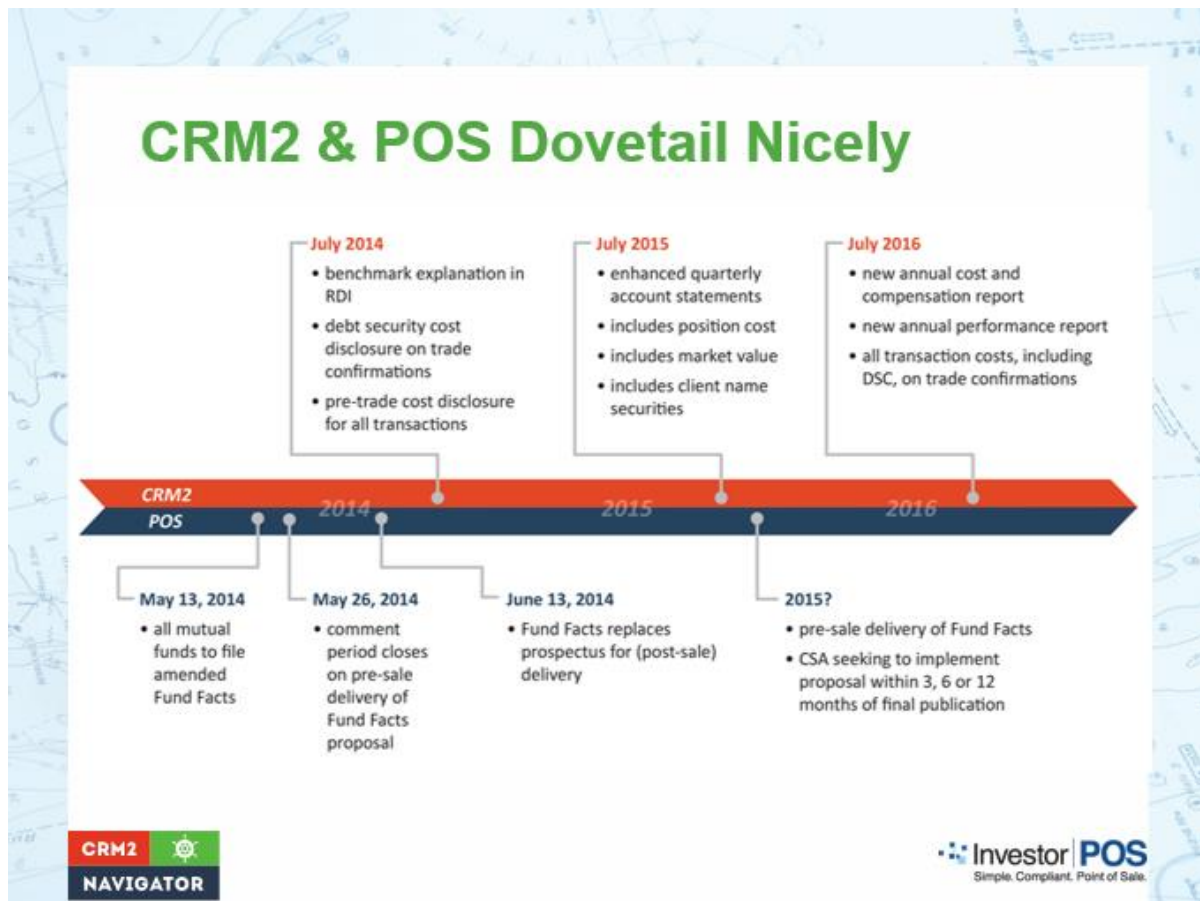 CRM2 & POS Dovetail Nicely
July 2014
• benchmark explanation in
RDI
• debt security cost
disclosure on trade
confirmations
• pre-trade cost disclosure
for all transactions
July 2015
• enhanced quarterly
account statements
• includes position cost
• includes market value
• includes client name
securities
July 2016
• new annual cost and
compensation report
• new annual performance report
• all transaction costs, including
DSC, on trade confirmations
CRM2
POS
2014
2015
2016
May 13, 2014
• all mutual
funds to file
amended
Fund Facts
May 26, 2014
• comment
period closes
on pre-sale
delivery of
Fund Facts
proposal
June 13, 2014
• Fund Facts replaces
prospectus for (post-sale)
delivery
2015?
• pre-sale delivery of Fund Facts
• CSA seeking to implement
proposal within 3, 6 or 12
months of final publication
CRM2
NAVIGATOR
Investor POS
Simple. Compliant. Point of Sale.